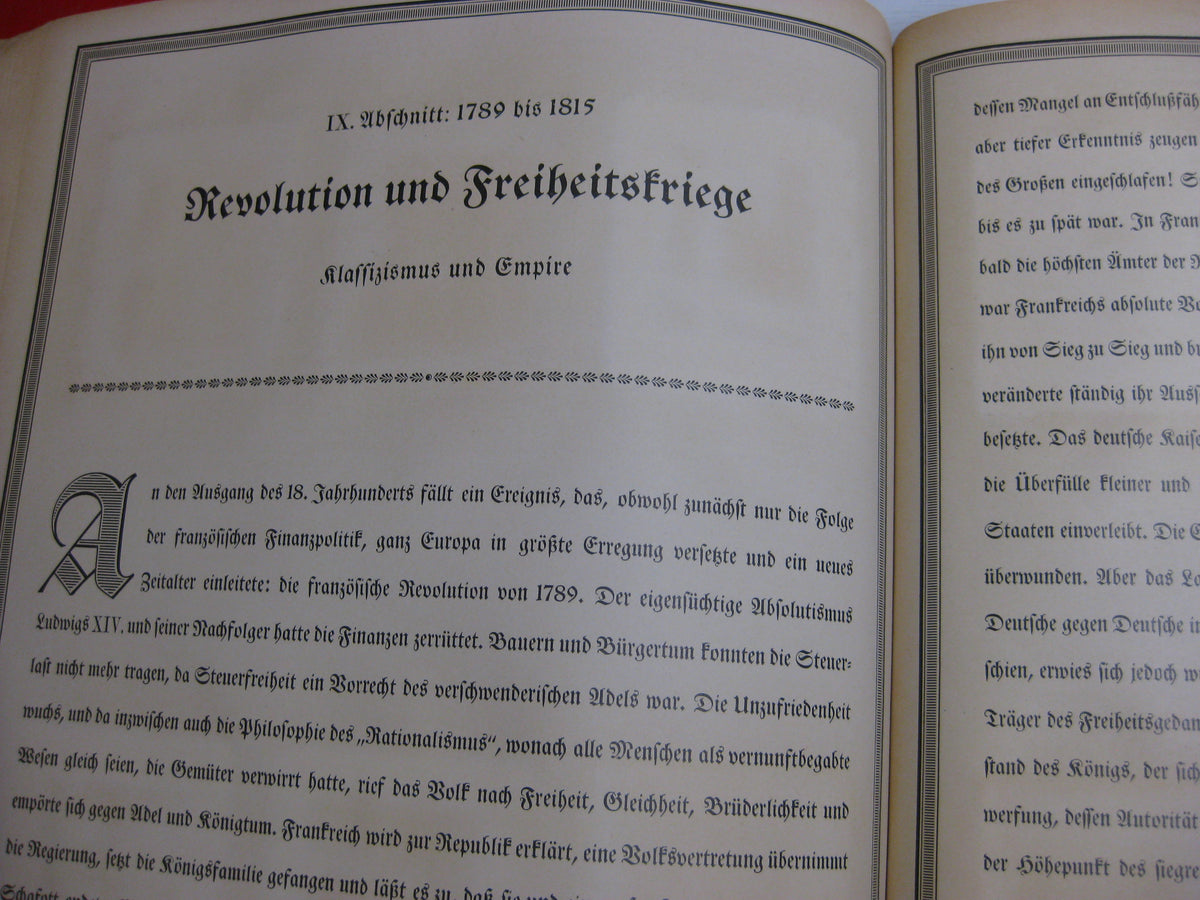 IX. Abschnitt: 1789 bis 1815
Revolution und Freiheitskriege
Klassizismus und Empire
An den Ausgang des 18. Jahrhunderts fällt ein Ereignis, das, obwohl zunächst nur die Folge
der französischen Finanzpolitik, ganz Europa in größte Erregung versetzte und ein neues
Zeitalter einleitete: die französische Revolution von 1789. Der eigensüchtige Absolutismus
Ludwigs XIV. und seiner Nachfolger hatte die Finanzen zerrüttet. Bauern und Bürgertum konnten die Steuer-
last nicht mehr tragen, da Steuerfreiheit ein Vorrecht des verschwenderischen Adels war. Die Unzufriedenheit
wuchs, und da inzwischen auch die Philosophie des „Rationalismus“, wonach alle Menschen als vernunftbegabte
Wesen gleich seien, die Gemüter verwirrt hatte, rief das Volk nach Freiheit, Gleichheit, Brüderlichkeit und
empörte sich gegen Adel und Königtum. Frankreich wird zur Republik erklärt, eine Volksvertretung übernimmt
die Regierung, setzt die Königsfamilie gefangen und läßt es zu, daß sie und
Schafott
dessen Mangel an Entschlußfäh
aber tiefer Erkenntnis zeugen
des Großen eingeschlafen! S
bis es zu spät war. In Fran
bald die höchsten Ämter der
war Frankreichs absolute
ihn von Sieg zu Sieg und
veränderte ständig ihr
besetzte. Das deutsche Kaise
die Überfülle kleiner und
Staaten einverleibt. Die
überwunden. Aber das
Deutsche gegen Deutsche
schien, erwies sich jedoch
Träger des Freiheitsgedan
stand des Königs, der sich
werfung, dessen Autorität
der Höhepunkt des siegre